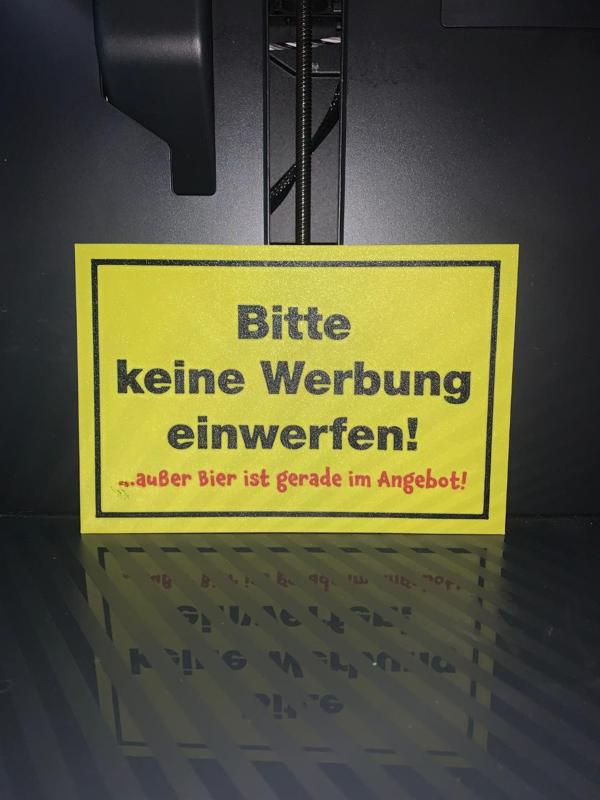 Bitte
keine Werbung
einwerfen!
...außer Bier ist gerade im Angebot!